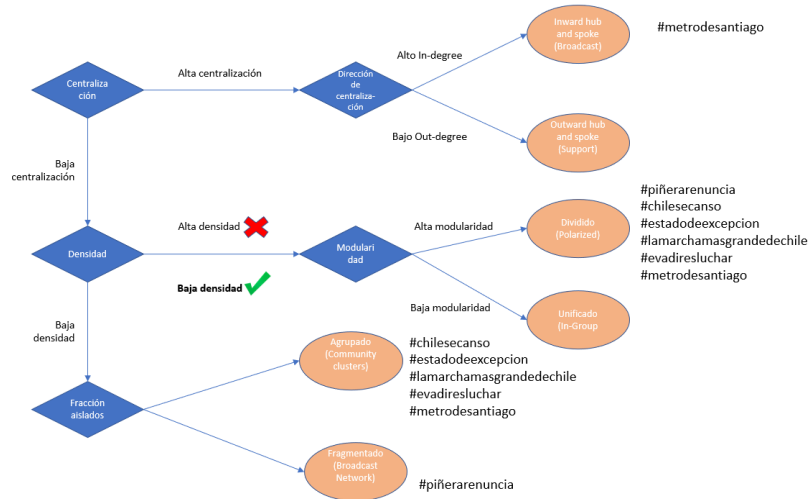 Inward hub
and spoke
(Broadcast)
#metrodesantiago
Alto In-degree
Centraliza
ción
Alta centralización
Dirección
de
centraliza-
ción
Bajo Out-degree
Outward hub
and spoke
(Support)
Baja
centralización
Alta densidad
Densidad
Baja densidad
Modulari
dad
Alta modularidad
Dividido
(Polarized)
#piñerarenuncia
#chilesecanso
#estadodeexcepcion
#lamarchamasgrandedechile
#evadiresluchar
#metrodesantiago
Baja modularidad
Unificado
(In-Group
Baja
densidad
Agrupado
(Community
clusters)
#chilesecanso
#estadodeexcepcion
#lamarchamasgrandedechile
#evadiresluchar
#metrodesantiago
Fracción
aislados
Fragmentado
(Broadcast
Network)
#piñerarenuncia